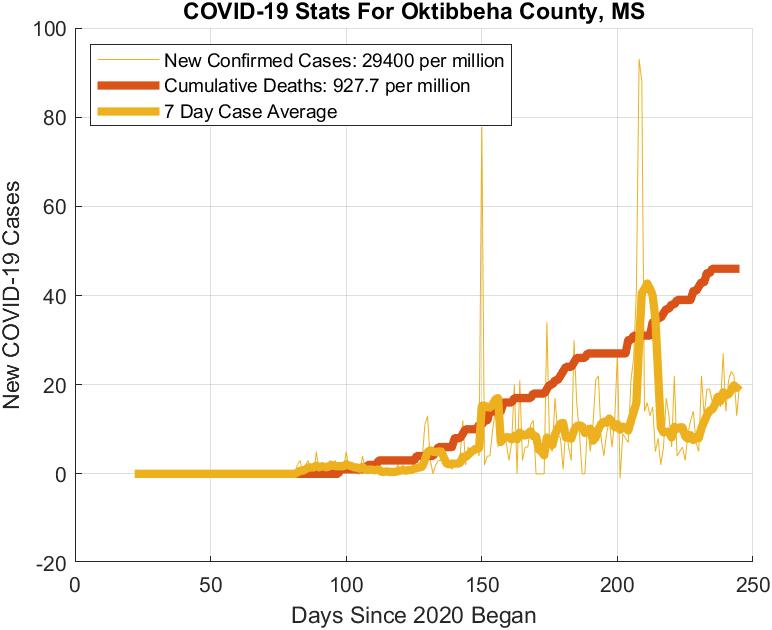 COVID-19 Stats For Oktibbeha County, MS
100
80
60
40
20
0
-20
New Confirmed Cases: 29400 per million
Cumulative Deaths: 927.7 per million
7 Day Case Average
New COVID-19 Cases
0 50 100 150 200 250
Days Since 2020 Began